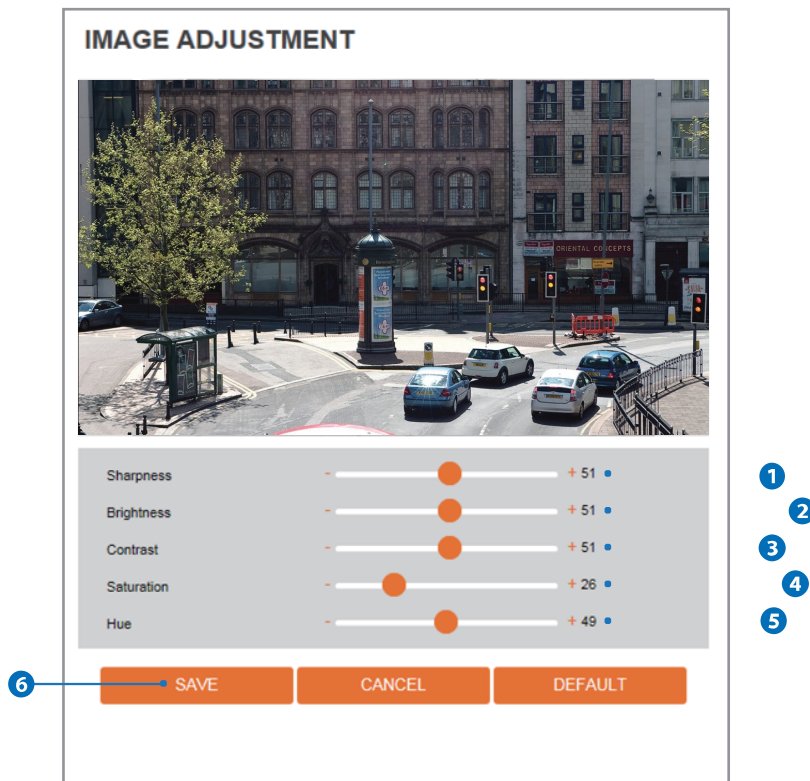 IMAGE ADJUSTMENT
ORIENTAL CONCEPTS
Sharpness - + 51 1
Brightness - + 51 2
Contrast - + 51 3
Saturation - + 26 4
Hue - + 49 5
6 SAVE CANCEL DEFAULT